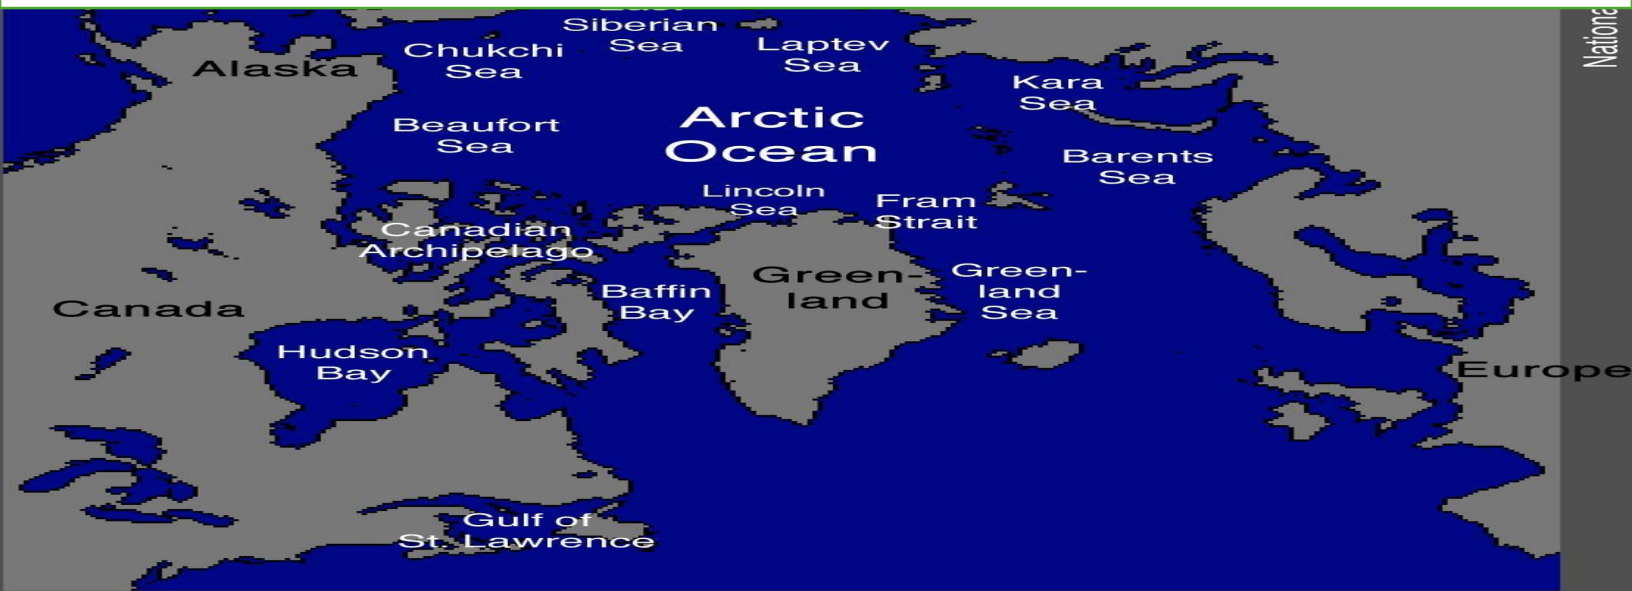 Siberian
Sea
Laptev
Sea
Chukchi
Sea
Alaska
Kara
Sea
Arctic
Ocean
Beaufort
Sea
Barents
Sea
Lincoln
Sea
Fram
Strait
Canadian
Archipelago
Green-
land
Green-
land
Sea
Baffin
Bay
Canada
Hudson
Bay
Europe
Gulf of
St. Lawrence